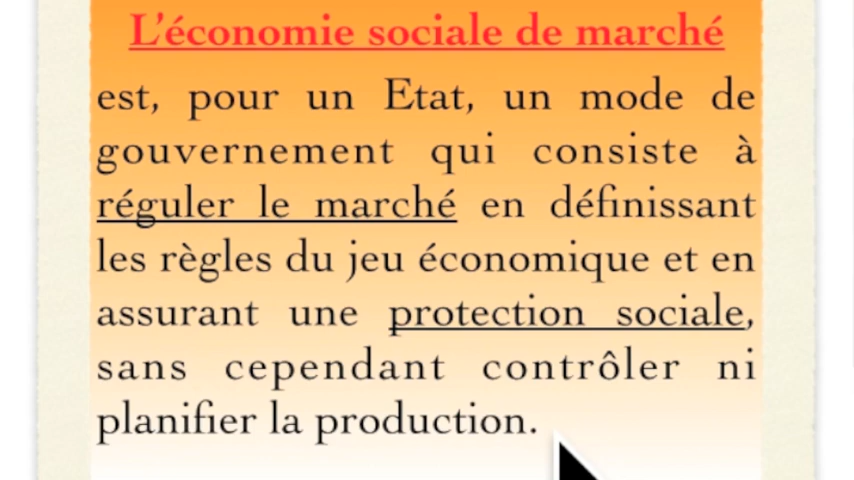 L'économie sociale de marché
est, pour un Etat, un mode de
gouvernement qui consiste à
réguler le marché en définissant
les règles du jeu économique et en
assurant une protection sociale,
sans cependant contrôler ni
planifier la production.